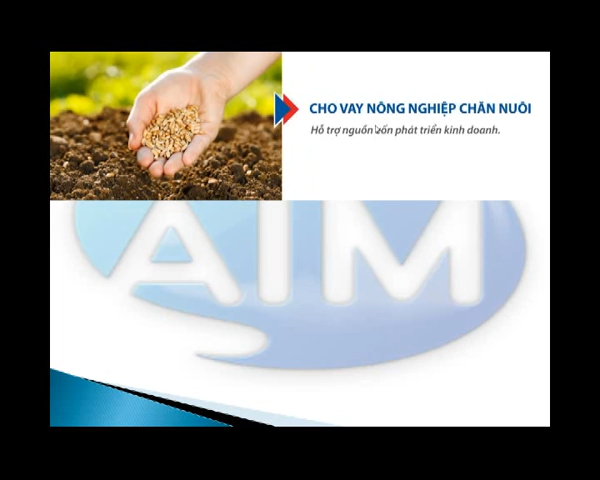 CHO VAY NÔNG NGHIỆP CHĂN NUÔI
Hỗ trợ nguồn vốn phát triển kinh doanh.
AIM